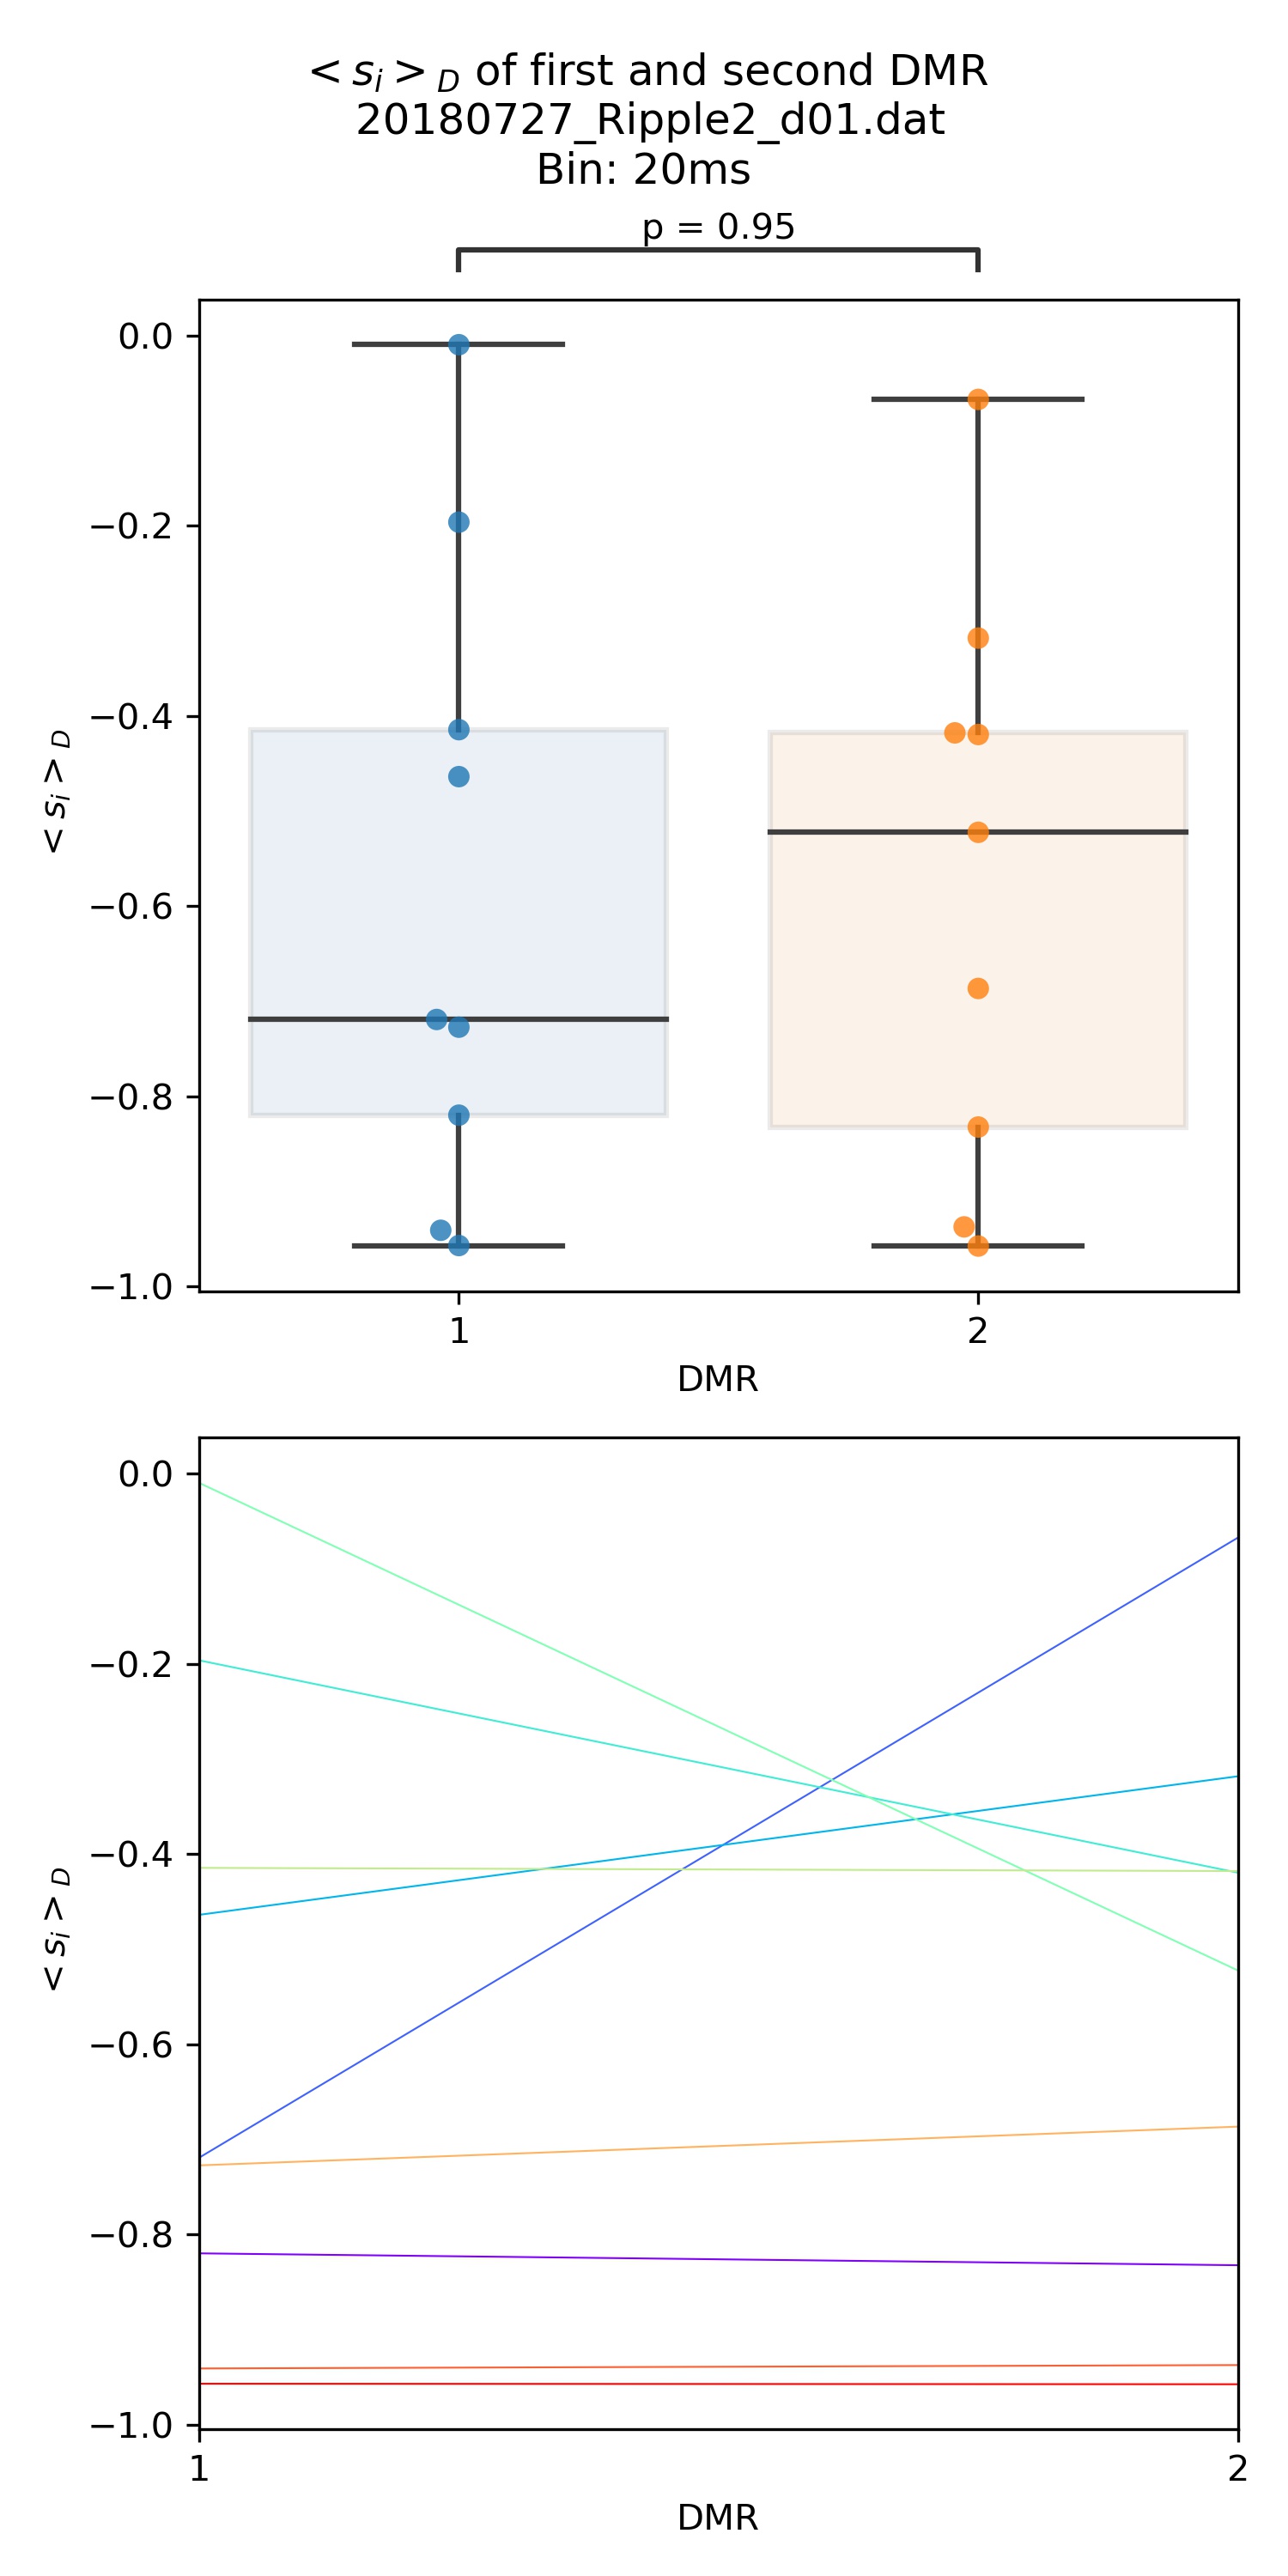 < s_i >_D of first and second DMR
20180727_Ripple2_d01.dat
Bin: 20ms
p = 0.95
0.0
−0.2
−0.4
−0.6
−0.8
−1.0
< s_i >_D
1
2
DMR
0.0
−0.2
−0.4
−0.6
−0.8
−1.0
< s_i >_D
1
2
DMR